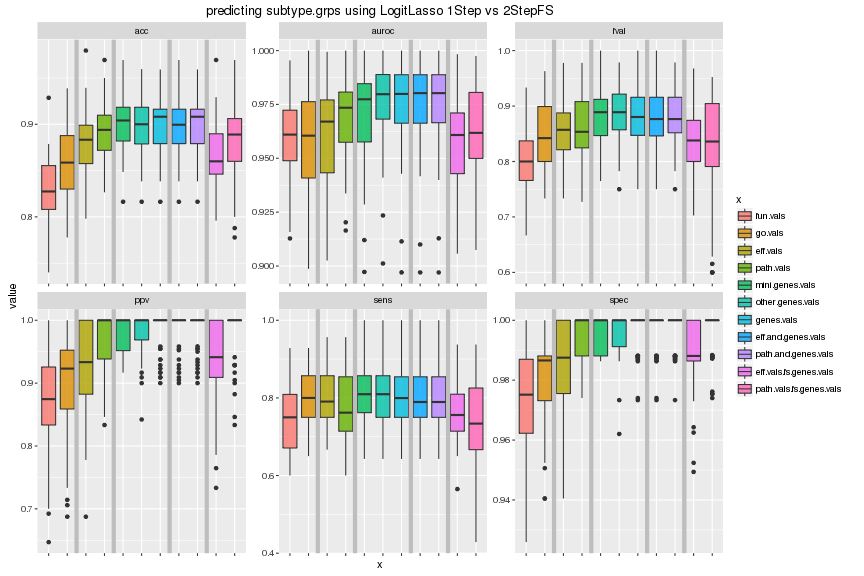 predicting subtype.grps using LogitLasso 1Step vs 2StepFS
acc
auroc
fval
0.9
0.8
1.000
0.975
0.950
0.925
0.900
1.0
0.9
0.8
0.7
0.6
ppv
sens
spec
1.0
0.9
0.8
0.7
1.0
0.8
0.6
0.4
1.00
0.98
0.96
0.94
value
x
x
fun.vals
go.vals
eff.vals
path.vals
mini.genes.vals
other.genes.vals
genes.vals
eff.and.genes.vals
path.and.genes.vals
eff.vals.fs.genes.vals
path.vals.fs.genes.vals